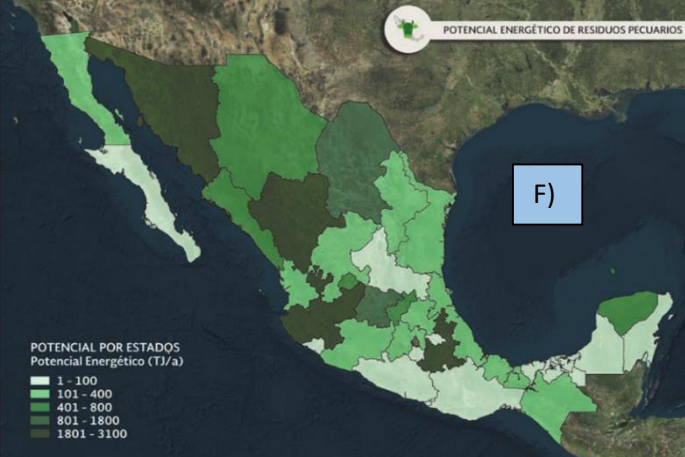 POTENCIAL ENERGÉTICO DE RESIDUOS PECUARIOS
F)
POTENCIAL POR ESTADOS
Potencial Energético (TJ/a)
1 - 100
101 - 400
401 - 800
801 - 1800
1801 - 3100